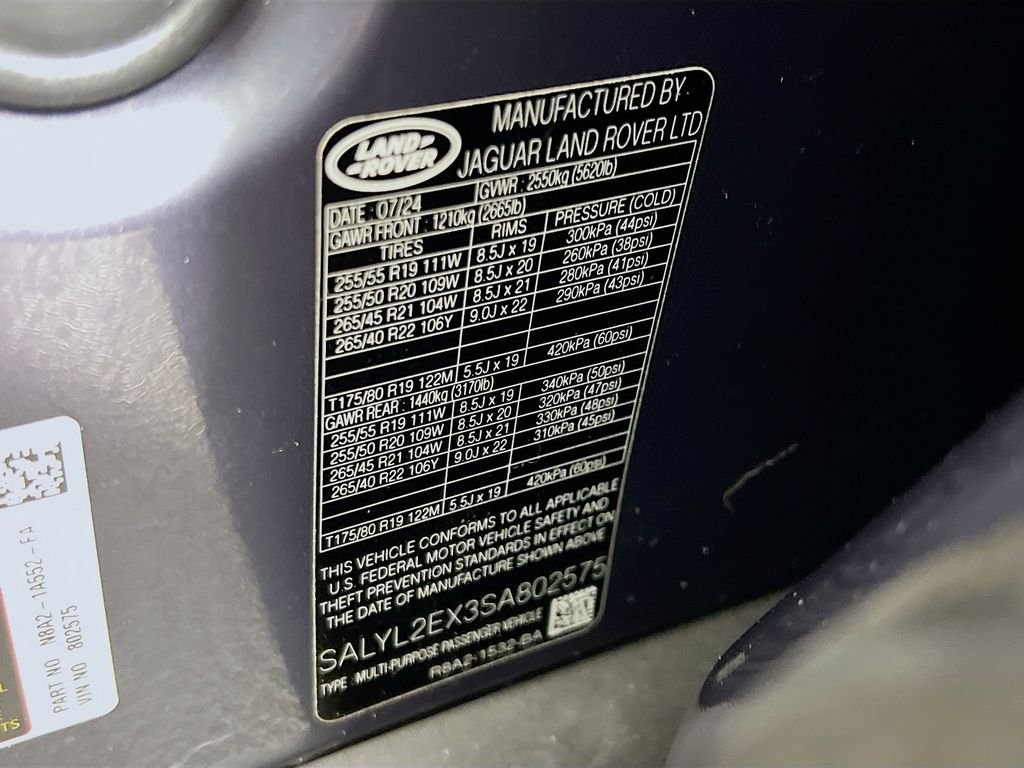 LAND
ROVER
MANUFACTURED BY
JAGUAR LAND ROVER LTD
DATE : 07/24 GVWR : 2550kg (5620lb)
GAWR FRONT : 1210kg (2665lb)
TIRES RIMS PRESSURE (COLD)
255/55 R19 111W 8.5J x 19 300kPa (44psi)
255/50 R20 109W 8.5J x 20 260kPa (38psi)
265/45 R21 104W 8.5J x 21 280kPa (41psi)
265/40 R22 106Y 9.0J x 22 290kPa (43psi)
T175/80 R19 122M 5.5J x 19 420kPa (60psi)
GAWR REAR : 1440kg (3170lb)
255/55 R19 111W 8.5J x 19 340kPa (50psi)
255/50 R20 109W 8.5J x 20 320kPa (47psi)
265/45 R21 104W 8.5J x 21 330kPa (48psi)
265/40 R22 106Y 9.0J x 22 310kPa (45psi)
T175/80 R19 122M 5.5J x 19 420kPa (60psi)
THIS VEHICLE CONFORMS TO ALL APPLICABLE
U.S. FEDERAL MOTOR VEHICLE SAFETY AND
THEFT PREVENTION STANDARDS IN EFFECT ON
THE DATE OF MANUFACTURE SHOWN ABOVE
SALYL2EX3SA802575
TYPE : MULTI-PURPOSE PASSENGER VEHICLE
R8A2-1532-BA
PART NO N8A2-1A552-FA
VIN NO 802575
TS